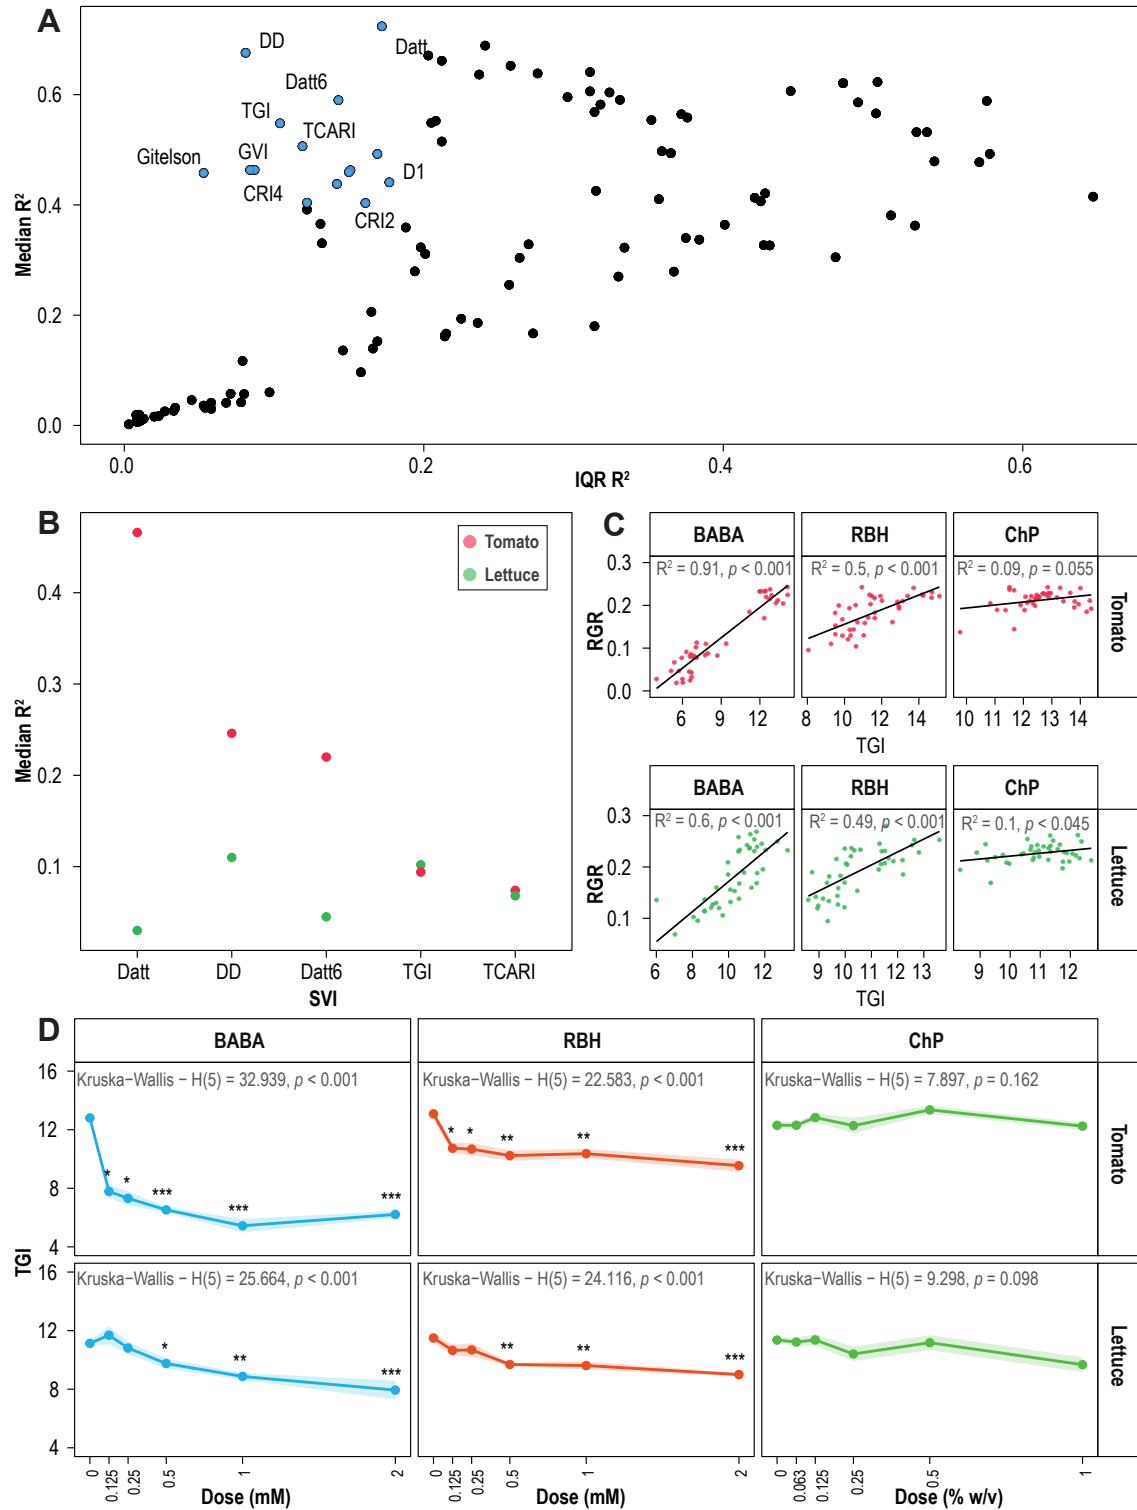 A
DD
Datt
Datt6
TGI
TCARI
Gitelson
GVI
D1
CRI4
CRI2
Median R²
0.6
0.4
0.2
0.0
0.0 0.2 0.4 0.6
IQR R²
B
Tomato
Lettuce
Median R²
0.4
0.3
0.2
0.1
Datt DD Datt6 TGI TCARI
SVI
C
BABA RBH ChP
R² = 0.91, p < 0.001 R² = 0.5, p < 0.001 R² = 0.09, p = 0.055
RGR
0.3
0.2
0.1
0.0
Tomato
6 9 12 8 10 12 14 10 11 12 13 14
TGI
BABA RBH ChP
R² = 0.6, p < 0.001 R² = 0.49, p < 0.001 R² = 0.1, p = 0.045
RGR
0.3
0.2
0.1
Lettuce
6 8 10 12 9 10 11 12 13 9 10 11 12
TGI
D
BABA RBH ChP
Kruska−Wallis − H(5) = 32.939, p < 0.001 Kruska−Wallis − H(5) = 22.583, p < 0.001 Kruska−Wallis − H(5) = 7.897, p = 0.162
16
12
8
4
* * *** *** ***
* * ** ** ***
Tomato
TGI
Kruska−Wallis − H(5) = 25.664, p < 0.001 Kruska−Wallis − H(5) = 24.116, p < 0.001 Kruska−Wallis − H(5) = 9.298, p = 0.098
16
12
8
4
* ** ***
** ** ***
Lettuce
0 0.125 0.25 0.5 1 2 0 0.125 0.25 0.5 1 2 0 0.063 0.125 0.25 0.5 1
Dose (mM) Dose (mM) Dose (% w/v)